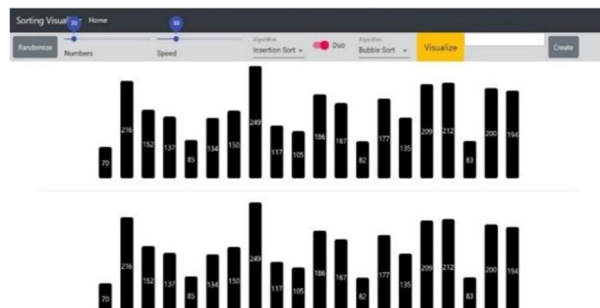 Sorting Visualizer Home
20 33
Randomize Numbers Speed Algorithm Insertion Sort Duo Algorithm Bubble Sort Visualize Create
70 216 152 137 85 134 150 249 117 105 186 167 82 177 135 209 212 83 200 194
70 216 152 137 85 134 150 249 117 105 186 167 82 177 135 209 212 83 200 194